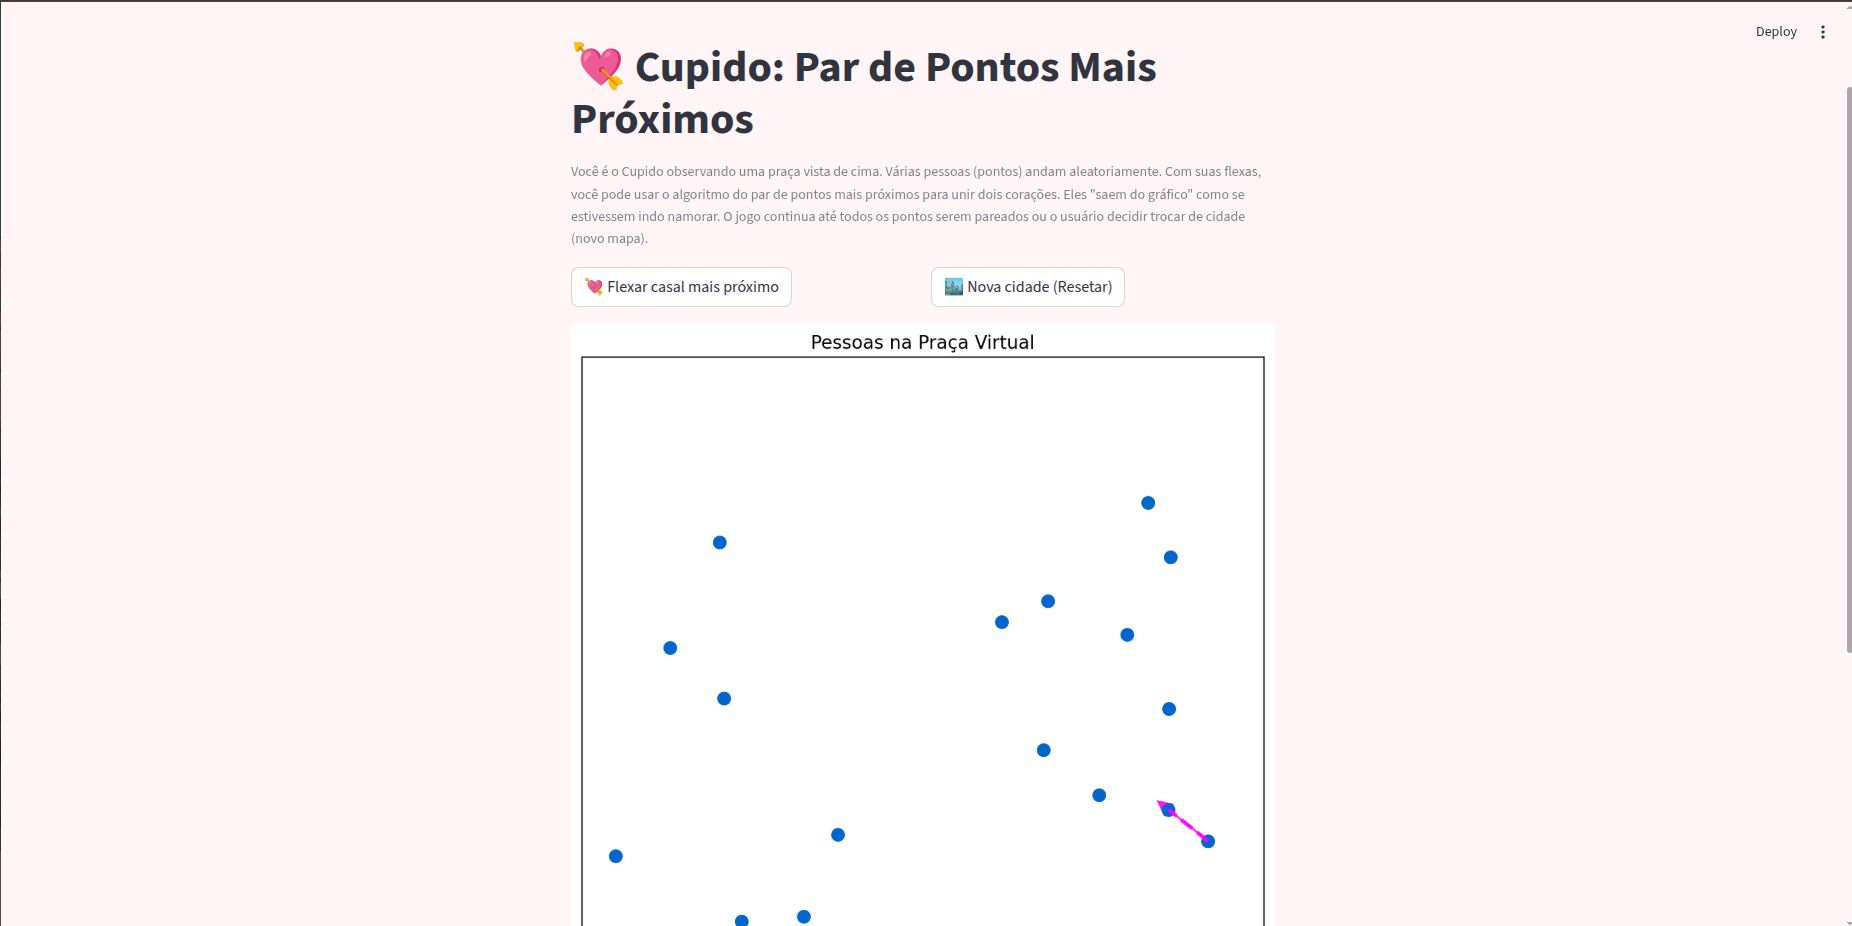 Deploy
Cupido: Par de Pontos Mais
Próximos
Você é o Cupido observando uma praça vista de cima. Várias pessoas (pontos) andam aleatoriamente. Com suas flexas,
você pode usar o algoritmo do par de pontos mais próximos para unir dois corações. Eles "saem do gráfico" como se
estivessem indo namorar. O jogo continua até todos os pontos serem pareados ou o usuário decidir trocar de cidade
(novo mapa).
Flexar casal mais próximo
Nova cidade (Resetar)
Pessoas na Praça Virtual